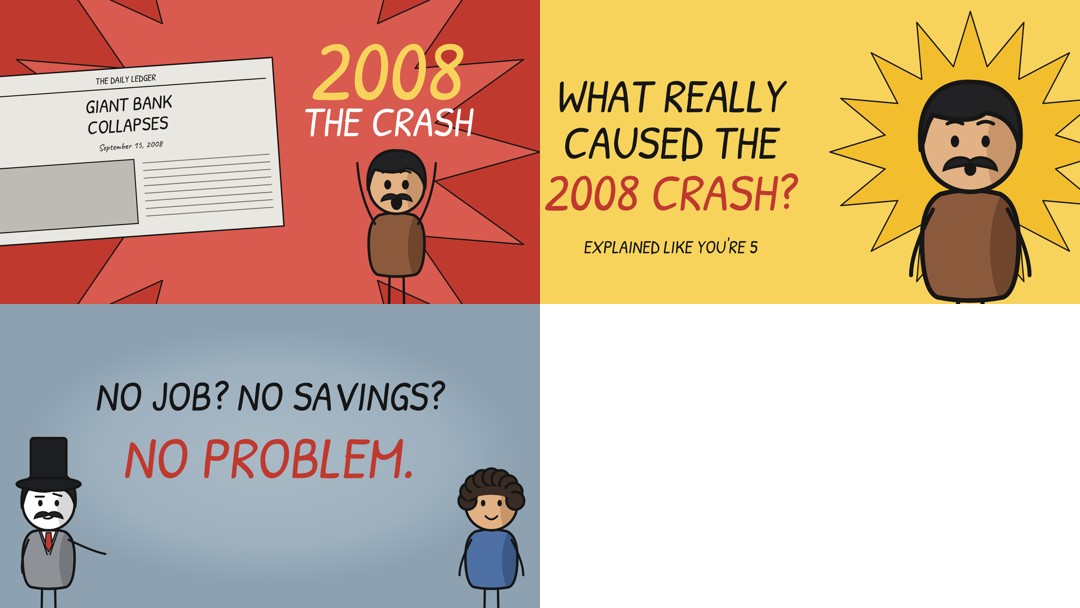 THE DAILY LEDGER
GIANT BANK
COLLAPSES
September 15, 2008
2008
THE CRASH
WHAT REALLY
CAUSED THE
2008 CRASH?
EXPLAINED LIKE YOU'RE 5
NO JOB? NO SAVINGS?
NO PROBLEM.